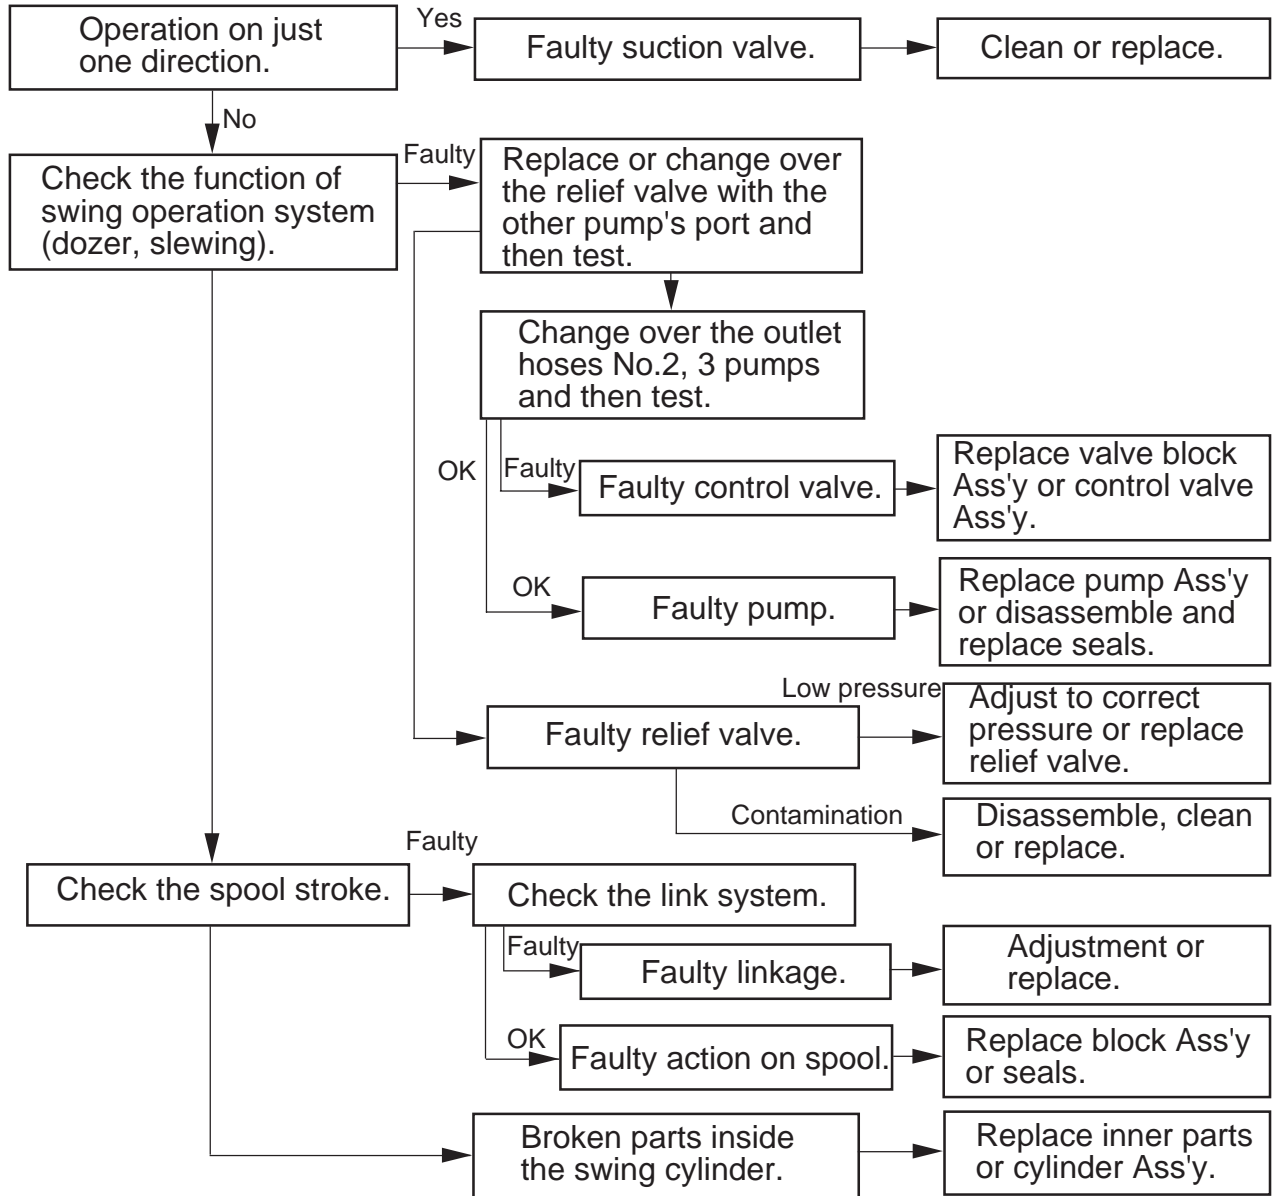 Operation on just
one direction.
Yes
Faulty suction valve.
Clean or replace.
No
Check the function of
swing operation system
(dozer, slewing).
Faulty
Replace or change over
the relief valve with the
other pump's port and
then test.
Change over the outlet
hoses No.2, 3 pumps
and then test.
OK
Faulty
Faulty control valve.
Replace valve block
Ass'y or control valve
Ass'y.
OK
Faulty pump.
Replace pump Ass'y
or disassemble and
replace seals.
Faulty relief valve.
Low pressure
Adjust to correct
pressure or replace
relief valve.
Contamination
Disassemble, clean
or replace.
Check the spool stroke.
Faulty
Check the link system.
Faulty
Faulty linkage.
Adjustment or
replace.
OK
Faulty action on spool.
Replace block Ass'y
or seals.
Broken parts inside
the swing cylinder.
Replace inner parts
or cylinder Ass'y.